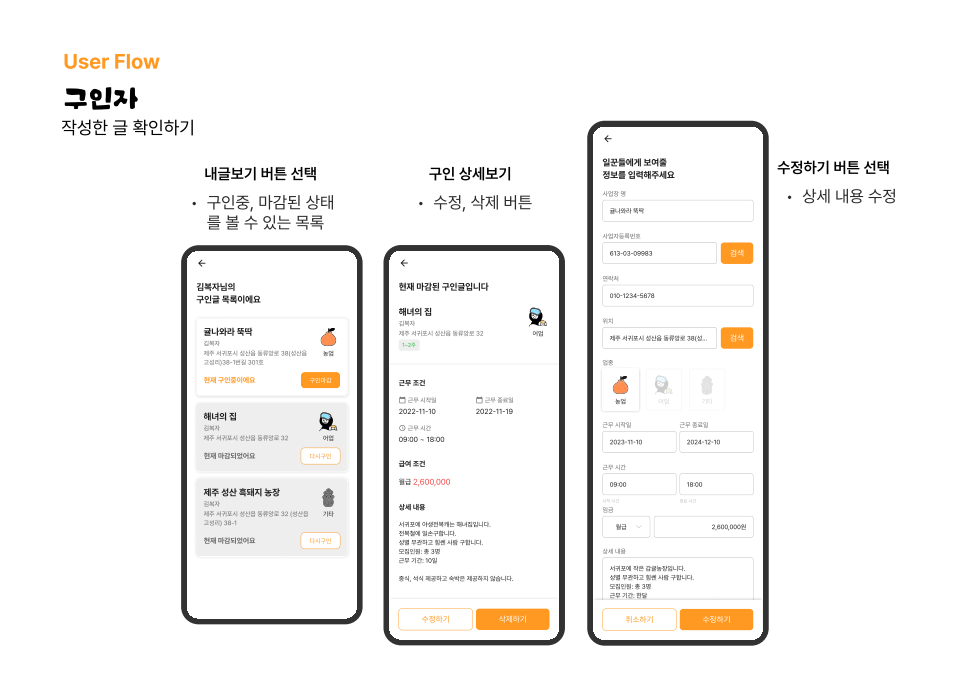 User Flow
구인자
작성한 글 확인하기
내글보기 버튼 선택
• 구인중, 마감된 상태
를 볼 수 있는 목록
김복자님의
구인글 목록이에요
귤나와라 뚝딱
김복자
제주 서귀포시 성산읍 동류암로 38(성산읍
고성리)38-1번길 301호
농업
현재 구인중이에요
구인마감
해녀의 집
김복자
제주 서귀포시 성산읍 동류암로 32
어업
현재 마감되었어요
다시구인
제주 성산 흑돼지 농장
김복자
제주 서귀포시 성산읍 동류암로 32 (성산읍
고성리) 38-1
기타
현재 마감되었어요
다시구인
구인 상세보기
• 수정, 삭제 버튼
현재 마감된 구인글입니다
해녀의 집
김복자
제주 서귀포시 성산읍 동류암로 32
어업
1~2주
근무 조건
근무 시작일
근무 종료일
2022-11-10
2022-11-19
근무 시간
09:00 ~ 18:00
급여 조건
월급 2,600,000
상세 내용
서귀포에 야생전복캐는 해녀집입니다.
전복철에 일손구합니다.
성별 무관하고 힘쎈 사람 구합니다.
모집인원: 총 3명
근무 기간: 10일
중식, 석식 제공하고 숙박은 제공하지 않습니다.
수정하기
삭제하기
수정하기 버튼 선택
• 상세 내용 수정
일꾼들에게 보여줄
정보를 입력해주세요
사업장 명
귤나와라 뚝딱
사업자등록번호
613-03-09983
검색
연락처
010-1234-5678
위치
제주 서귀포시 성산읍 동류암로 38(성...
검색
업종
농업
어업
기타
근무 시작일
근무 종료일
2023-11-10
2024-12-10
근무 시간
09:00
18:00
시작 시간
종료 시간
임금
월급
2,600,000원
상세 내용
서귀포에 작은 감귤농장입니다.
성별 무관하고 힘쎈 사람 구합니다.
모집인원: 총 3명
근무 기간: 한달
취소하기
수정하기